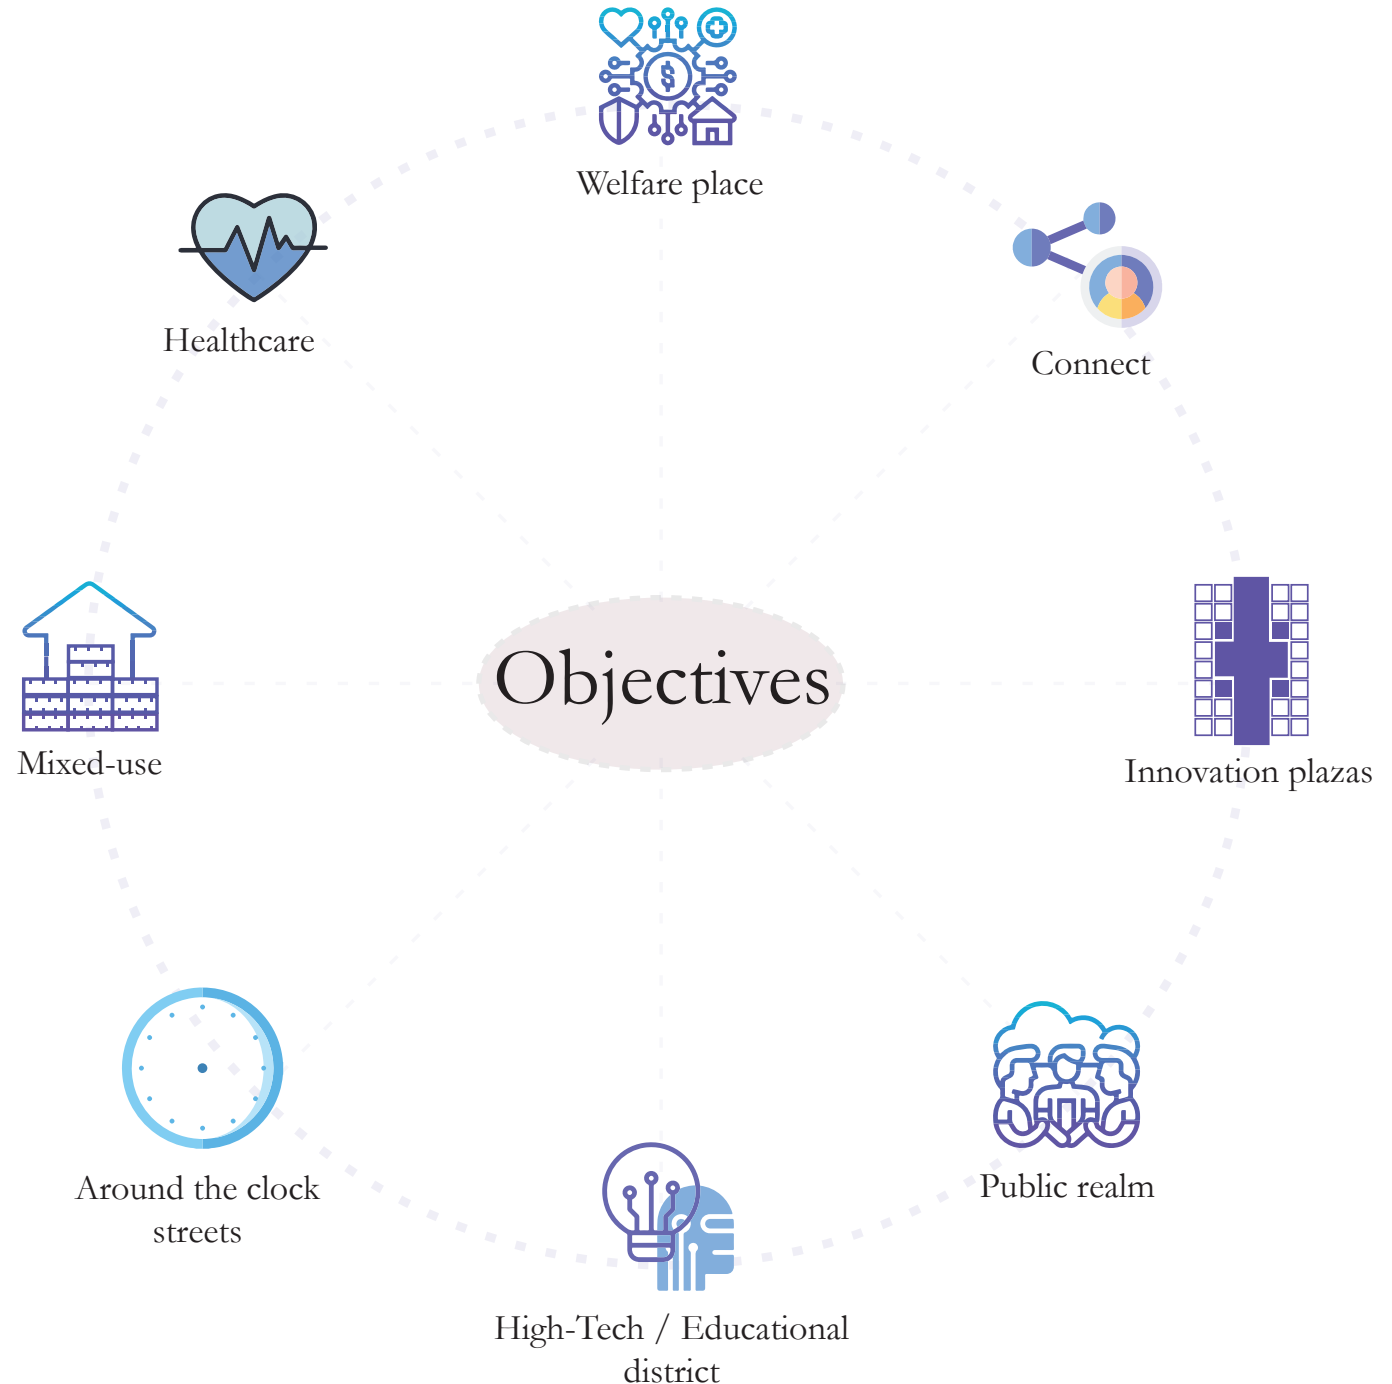 Welfare place
Healthcare
Connect
Objectives
Mixed-use
Innovation plazas
Around the clock
streets
Public realm
High-Tech / Educational
district